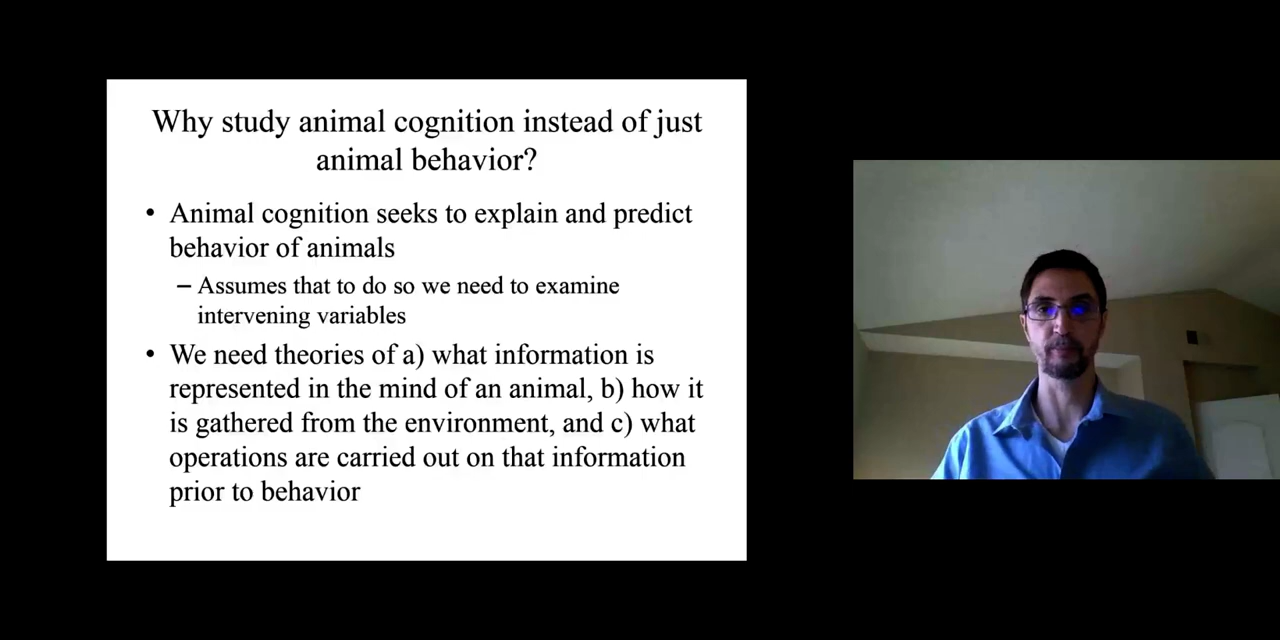 Why study animal cognition instead of just
animal behavior?
• Animal cognition seeks to explain and predict
behavior of animals
– Assumes that to do so we need to examine
intervening variables
• We need theories of a) what information is
represented in the mind of an animal, b) how it
is gathered from the environment, and c) what
operations are carried out on that information
prior to behavior